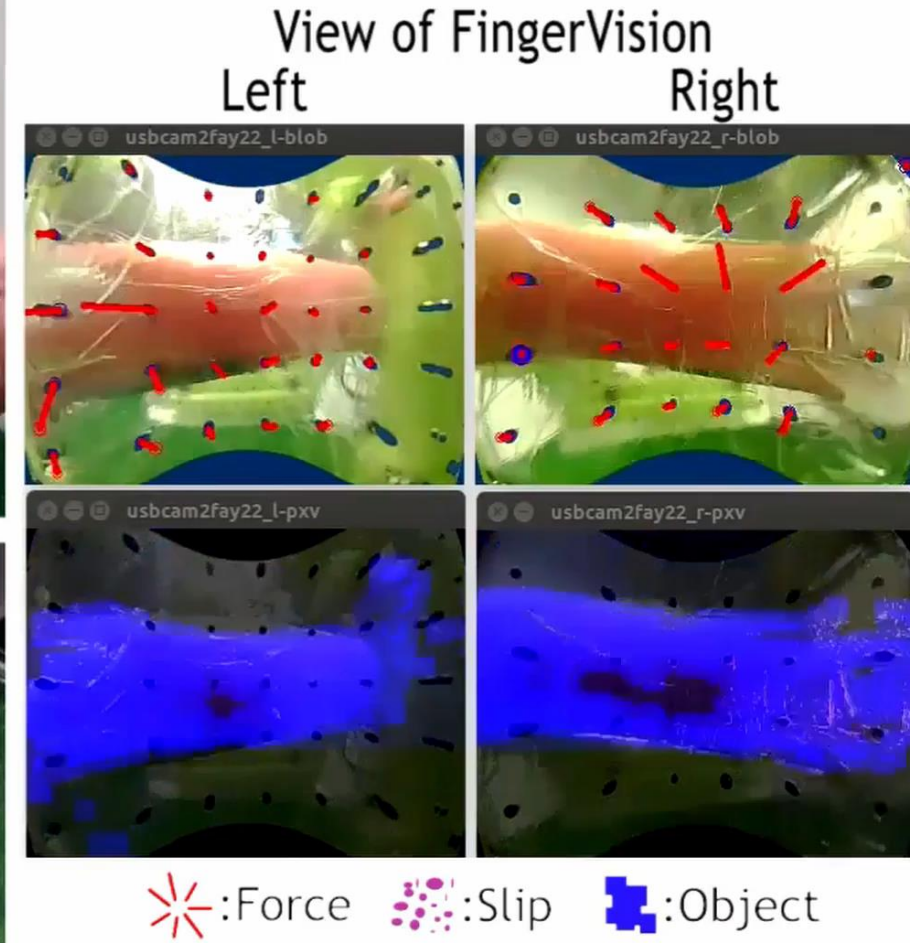 View of FingerVision
Left
Right
usbcam2fay22_l-blob
usbcam2fay22_r-blob
usbcam2fay22_l-pxv
usbcam2fay22_r-pxv
:Force :Slip :Object